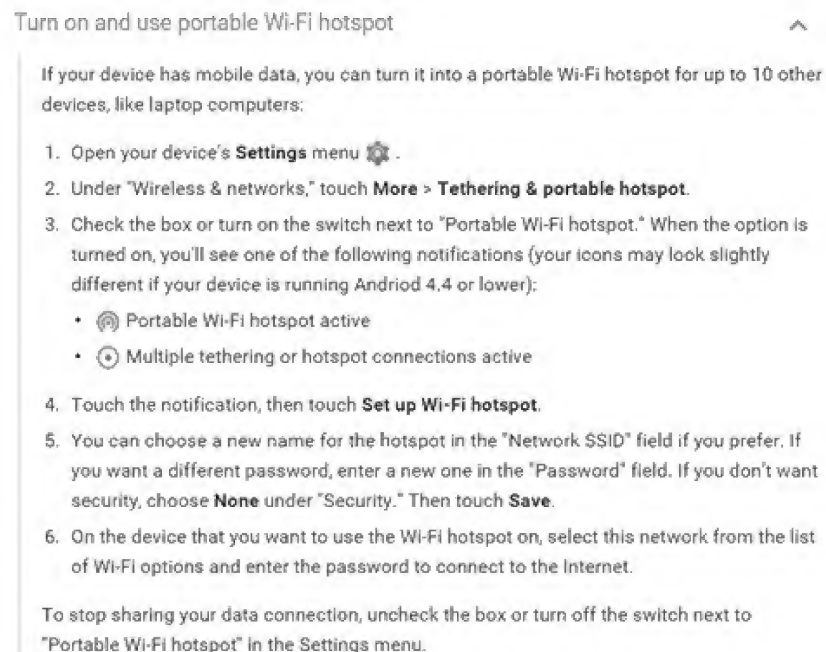 Turn on and use portable Wi-Fi hotspot
If your device has mobile data, you can turn it into a portable Wi-Fi hotspot for up to 10 other
devices, like laptop computers:
1. Open your device's Settings menu .
2. Under "Wireless & networks," touch More > Tethering & portable hotspot.
3. Check the box or turn on the switch next to "Portable Wi-Fi hotspot." When the option is
turned on, you'll see one of the following notifications (your icons may look slightly
different if your device is running Andriod 4.4 or lower):
• Portable Wi-Fi hotspot active
• Multiple tethering or hotspot connections active
4. Touch the notification, then touch Set up Wi-Fi hotspot.
5. You can choose a new name for the hotspot in the "Network SSID" field if you prefer. If
you want a different password, enter a new one in the "Password" field. If you don't want
security, choose None under "Security." Then touch Save.
6. On the device that you want to use the Wi-Fi hotspot on, select this network from the list
of Wi-Fi options and enter the password to connect to the Internet.
To stop sharing your data connection, uncheck the box or turn off the switch next to
"Portable Wi-Fi hotspot" in the Settings menu.